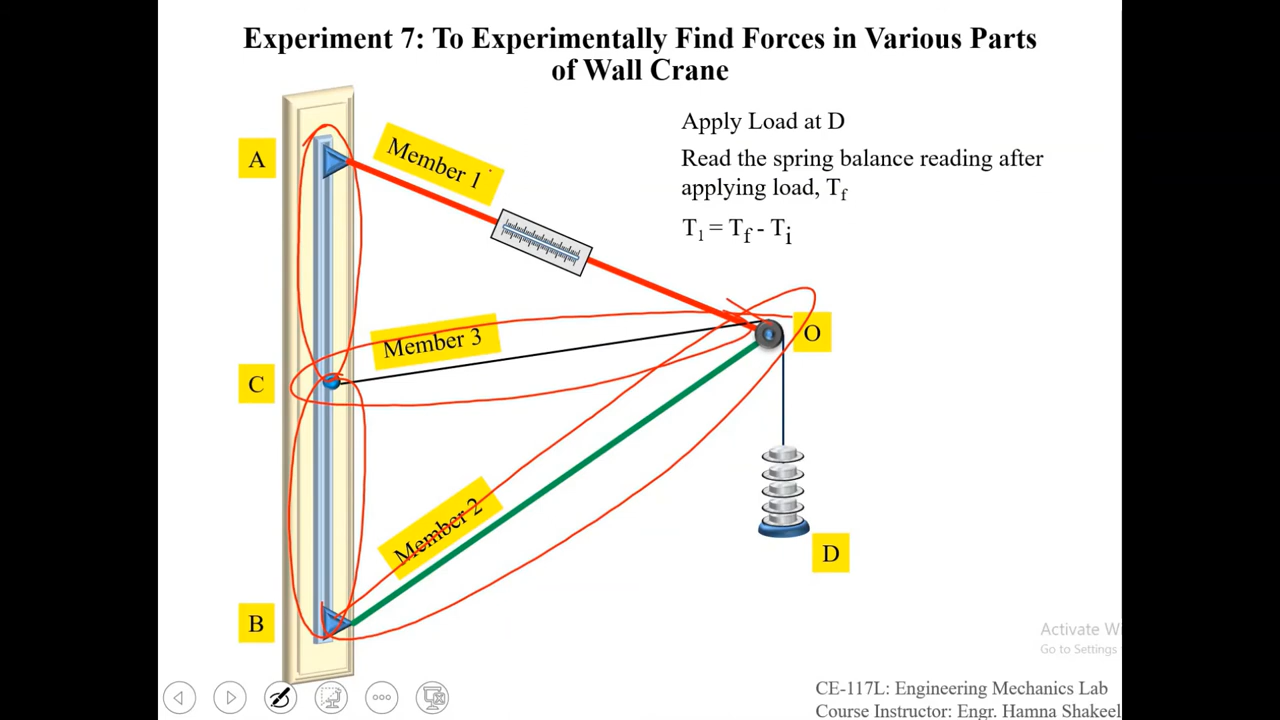 Experiment 7: To Experimentally Find Forces in Various Parts
of Wall Crane
Apply Load at D
Read the spring balance reading after
applying load, Tf
T1 = Tf - Ti
A
Member 1
Member 3
O
C
Member 2
D
B
Activate Wi
Go to Settings
CE-117L: Engineering Mechanics Lab
Course Instructor: Engr. Hamna Shakeel